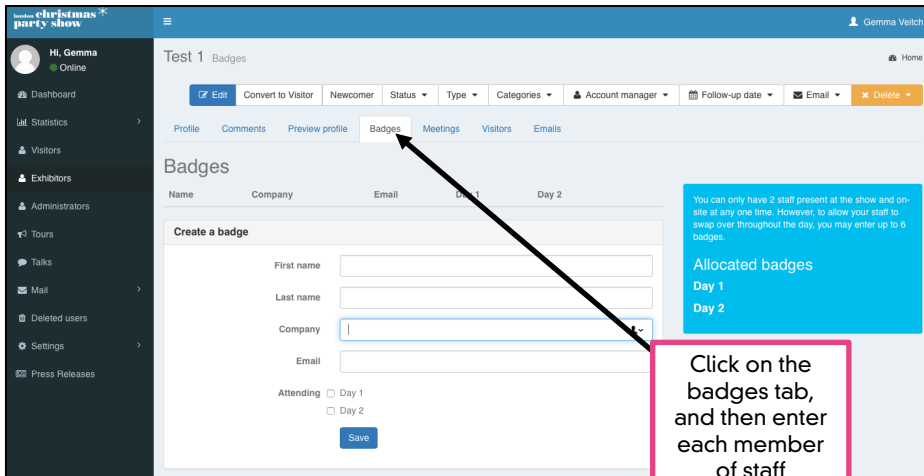 london christmas
party show
Gemma Veitch
Hi, Gemma
Online
Test 1 Badges
Home
Edit Convert to Visitor Newcomer Status Type Categories Account manager Follow-up date Email Delete
Dashboard
Statistics
Visitors
Exhibitors
Administrators
Tours
Talks
Mail
Deleted users
Settings
Press Releases
Profile Comments Preview profile Badges Meetings Visitors Emails
Badges
Name Company Email Day 1 Day 2
Create a badge
First name
Last name
Company
Email
Attending Day 1
Day 2
Save
You can only have 2 staff present at the show and on-
site at any one time. However, to allow your staff to
swap over throughout the day, you may enter up to 6
badges.
Allocated badges
Day 1
Day 2
Click on the
badges tab,
and then enter
each member
of staff